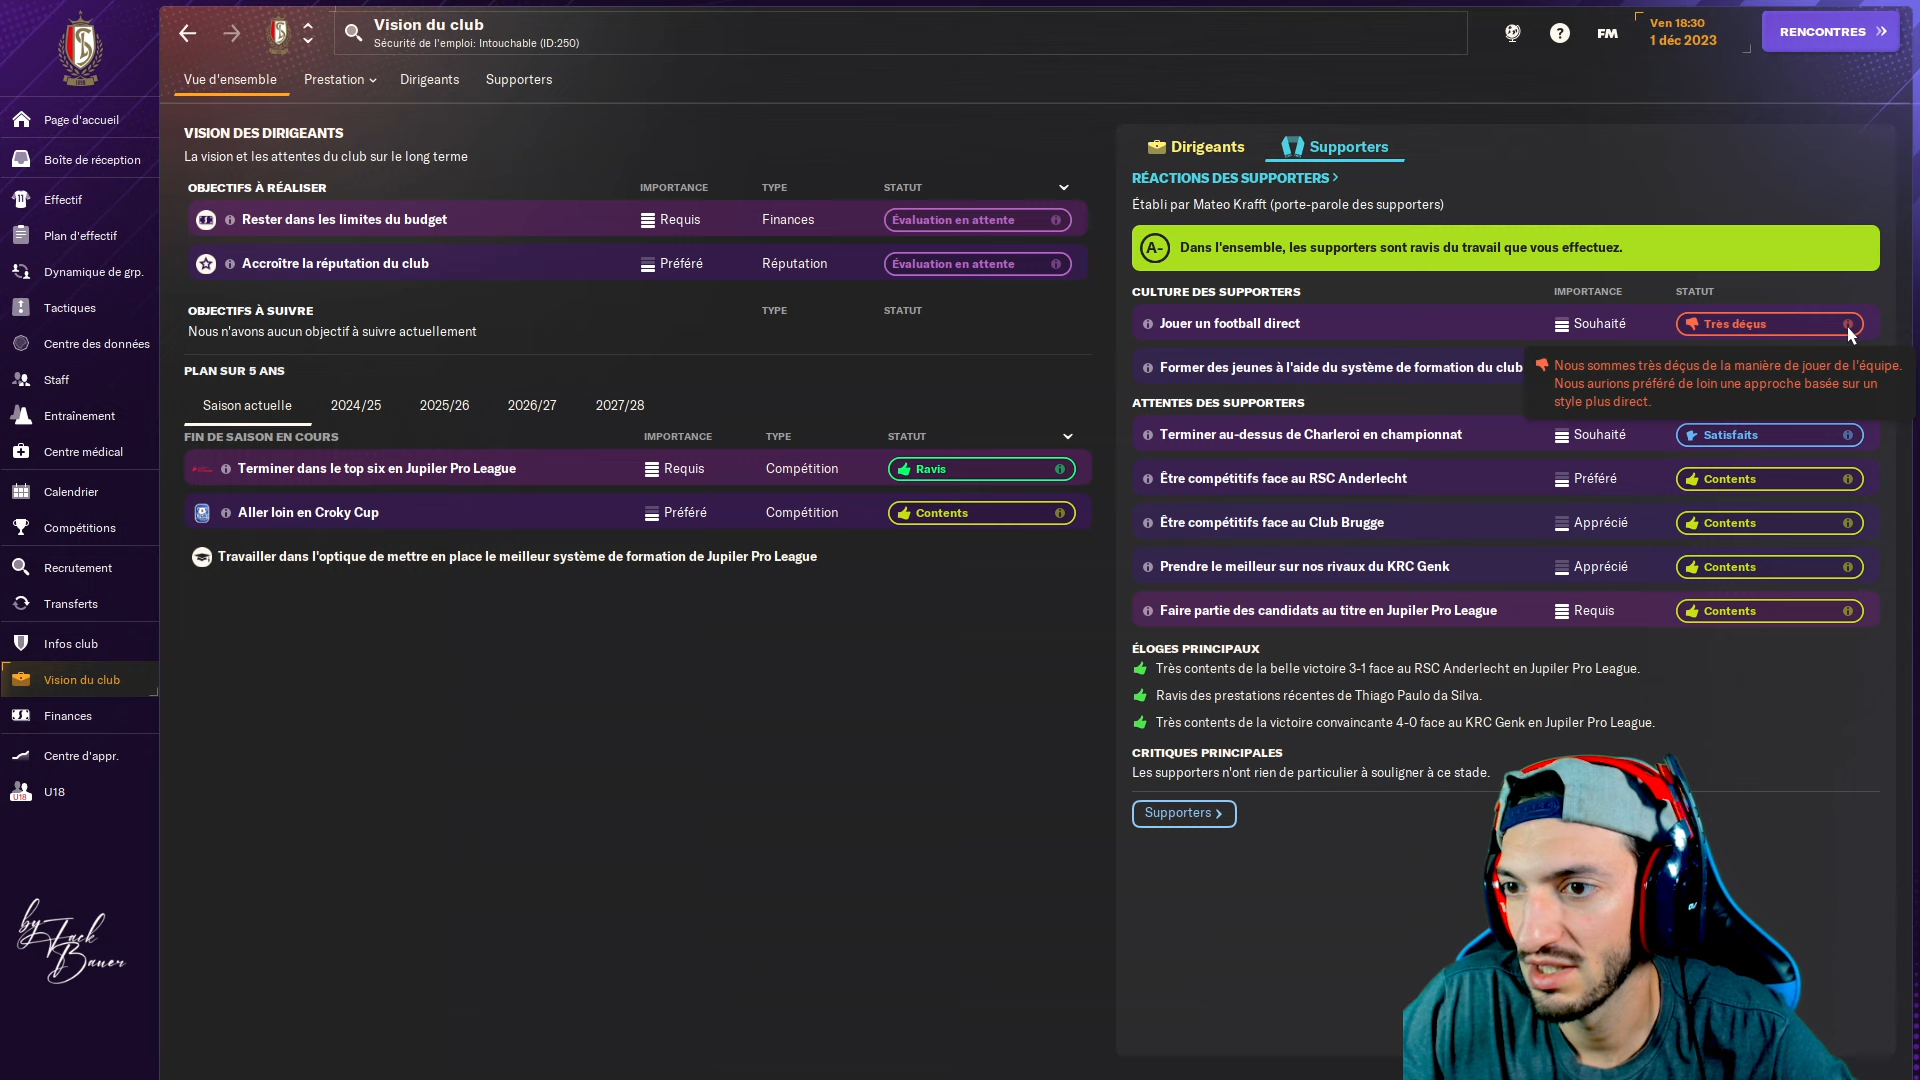 Vision du club
Sécurité de l'emploi: Intouchable (ID:250)
FM
Ven 18:30
1 déc 2023
RENCONTRES
Vue d'ensemble
Prestation
Dirigeants
Supporters
Page d'accueil
Boîte de réception
Effectif
Plan d'effectif
Dynamique de grp.
Tactiques
Centre des données
Staff
Entraînement
Centre médical
Calendrier
Compétitions
Recrutement
Transferts
Infos club
Vision du club
Finances
Centre d'appr.
U18
U18
by Jack
Bauer
VISION DES DIRIGEANTS
La vision et les attentes du club sur le long terme
OBJECTIFS À RÉALISER IMPORTANCE TYPE STATUT
Rester dans les limites du budget Requis Finances Évaluation en attente
Accroître la réputation du club Préféré Réputation Évaluation en attente
OBJECTIFS À SUIVRE TYPE STATUT
Nous n'avons aucun objectif à suivre actuellement
PLAN SUR 5 ANS
Saison actuelle 2024/25 2025/26 2026/27 2027/28
FIN DE SAISON EN COURS IMPORTANCE TYPE STATUT
Terminer dans le top six en Jupiler Pro League Requis Compétition Ravis
Aller loin en Croky Cup Préféré Compétition Contents
Travailler dans l'optique de mettre en place le meilleur système de formation de Jupiler Pro League
Dirigeants Supporters
RÉACTIONS DES SUPPORTERS >
Établi par Mateo Krafft (porte-parole des supporters)
A- Dans l'ensemble, les supporters sont ravis du travail que vous effectuez.
CULTURE DES SUPPORTERS IMPORTANCE STATUT
Jouer un football direct Souhaité Très déçus
Former des jeunes à l'aide du système de formation du club
Nous sommes très déçus de la manière de jouer de l'équipe.
Nous aurions préféré de loin une approche basée sur un
style plus direct.
ATTENTES DES SUPPORTERS
Terminer au-dessus de Charleroi en championnat Souhaité Satisfaits
Être compétitifs face au RSC Anderlecht Préféré Contents
Être compétitifs face au Club Brugge Apprécié Contents
Prendre le meilleur sur nos rivaux du KRC Genk Apprécié Contents
Faire partie des candidats au titre en Jupiler Pro League Requis Contents
ÉLOGES PRINCIPAUX
Très contents de la belle victoire 3-1 face au RSC Anderlecht en Jupiler Pro League.
Ravis des prestations récentes de Thiago Paulo da Silva.
Très contents de la victoire convaincante 4-0 face au KRC Genk en Jupiler Pro League.
CRITIQUES PRINCIPALES
Les supporters n'ont rien de particulier à souligner à ce stade.
Supporters >